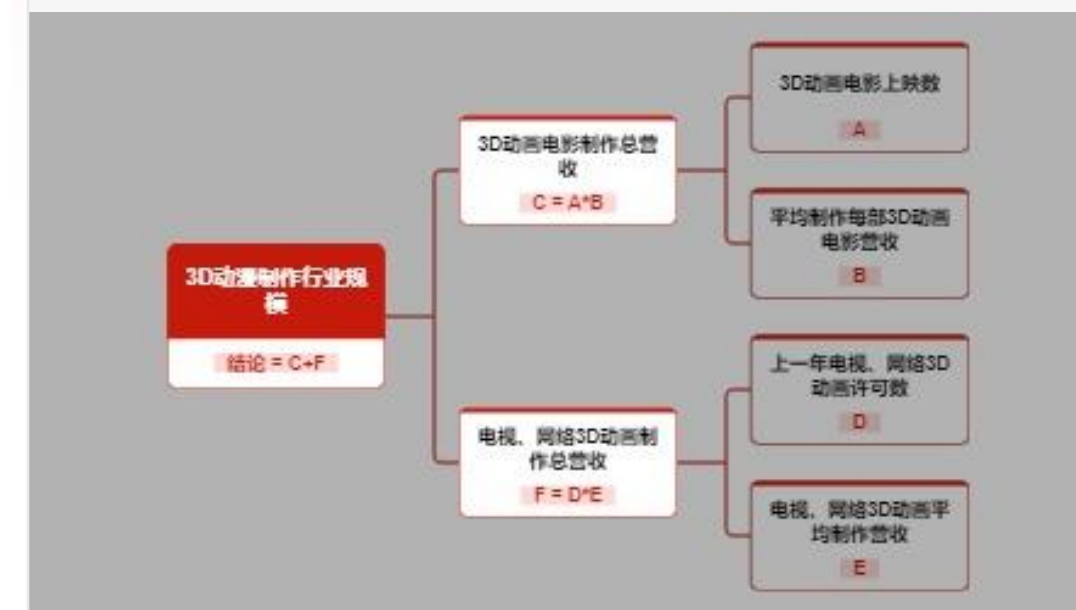 3D动画电影上映数
A
3D动画电影制作总营
收
C = A*B
平均制作每部3D动画
电影营收
B
3D动漫制作行业规
模
结论 = C+F
上一年电视、网络3D
动画许可数
D
电视、网络3D动画制
作总营收
F = D*E
电视、网络3D动画平
均制作营收
E